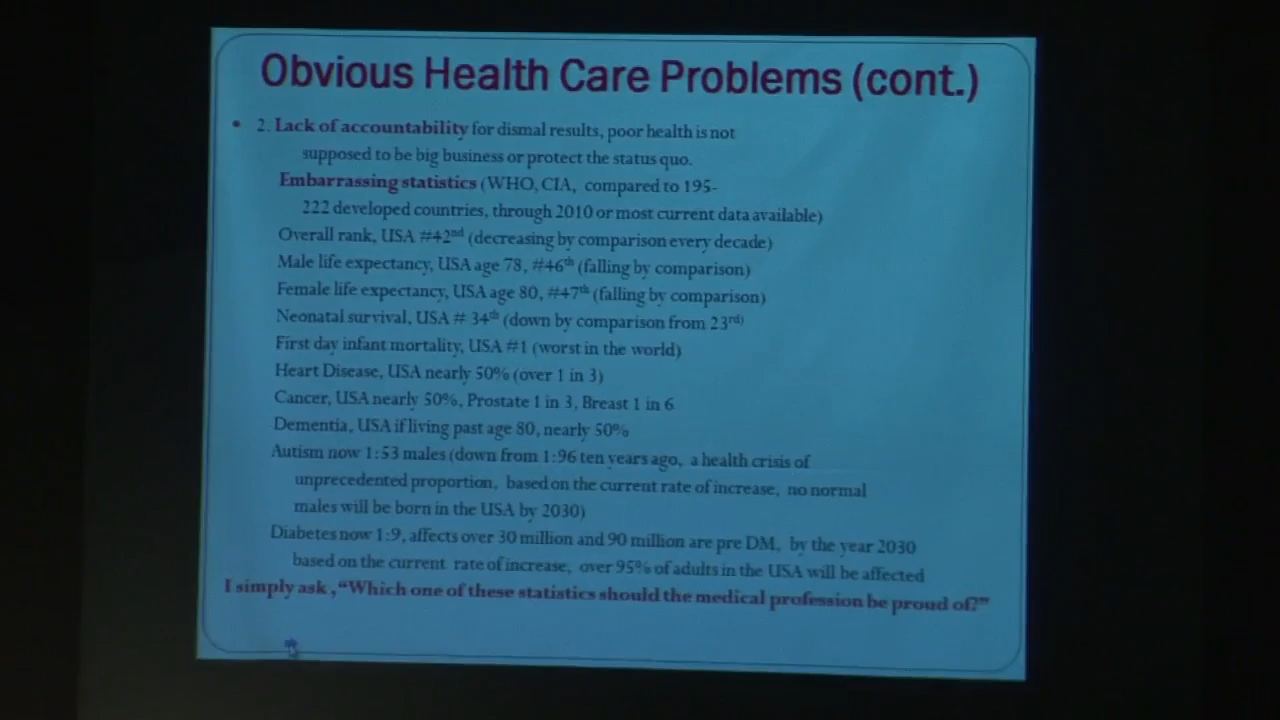 Obvious Health Care Problems (cont.)
• 2. Lack of accountability for dismal results, poor health is not
supposed to be big business or protect the status quo.
Embarrassing statistics (WHO, CIA, compared to 195-
222 developed countries, through 2010 or most current data available)
Overall rank, USA #42nd (decreasing by comparison every decade)
Male life expectancy, USA age 78, #46th (falling by comparison)
Female life expectancy, USA age 80, #47th (falling by comparison)
Neonatal survival, USA # 34th (down by comparison from 23rd)
First day infant mortality, USA #1 (worst in the world)
Heart Disease, USA nearly 50% (over 1 in 3)
Cancer, USA nearly 50%, Prostate 1 in 3, Breast 1 in 6
Dementia, USA if living past age 80, nearly 50%
Autism now 1:53 males (down from 1:96 ten years ago, a health crisis of
unprecedented proportion, based on the current rate of increase, no normal
males will be born in the USA by 2030)
Diabetes now 1:9, affects over 30 million and 90 million are pre DM, by the year 2030
based on the current rate of increase, over 95% of adults in the USA will be affected
I simply ask ,“Which one of these statistics should the medical profession be proud of?”